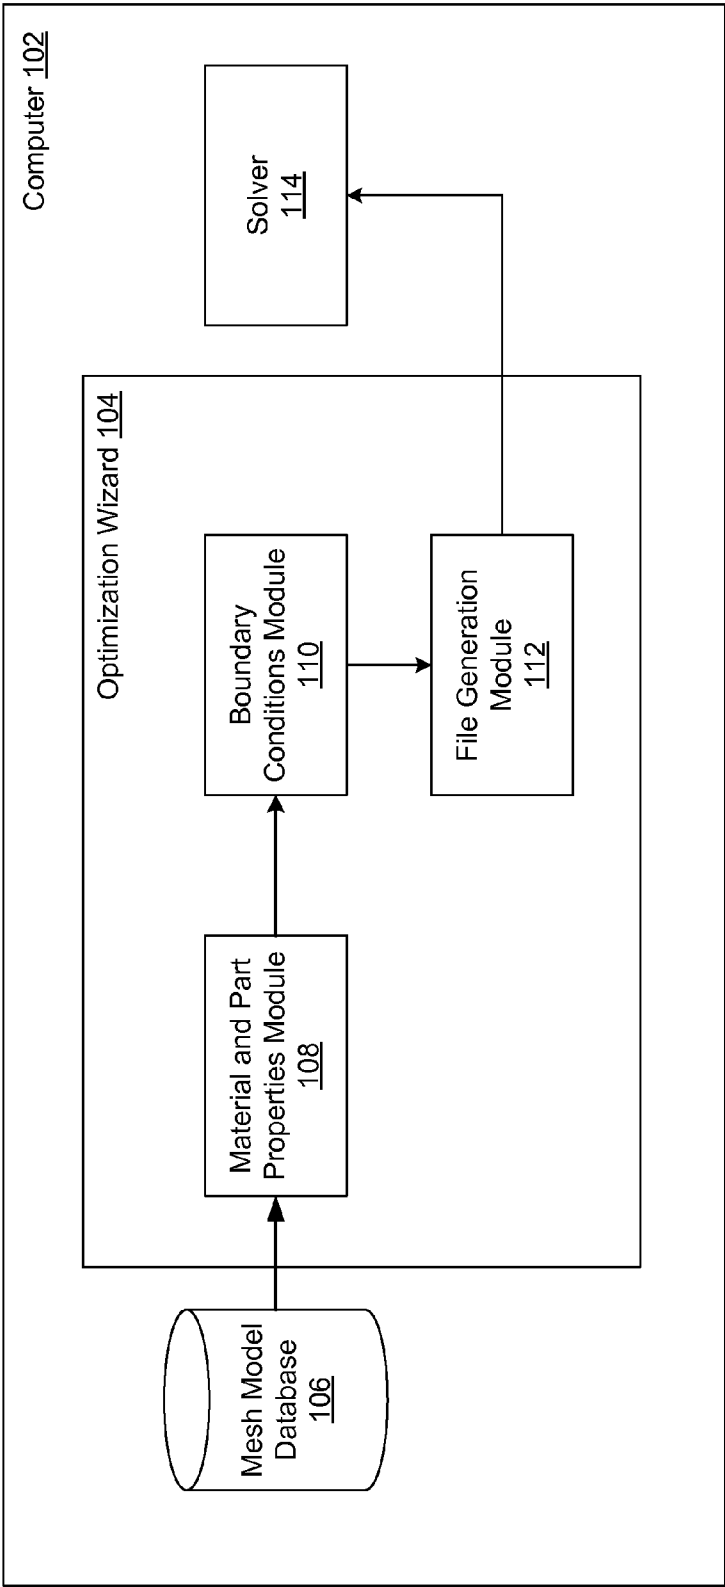 Computer 102
Optimization Wizard 104
Mesh Model
Database
106
Material and Part
Properties Module
108
Boundary
Conditions Module
110
File Generation
Module
112
Solver
114